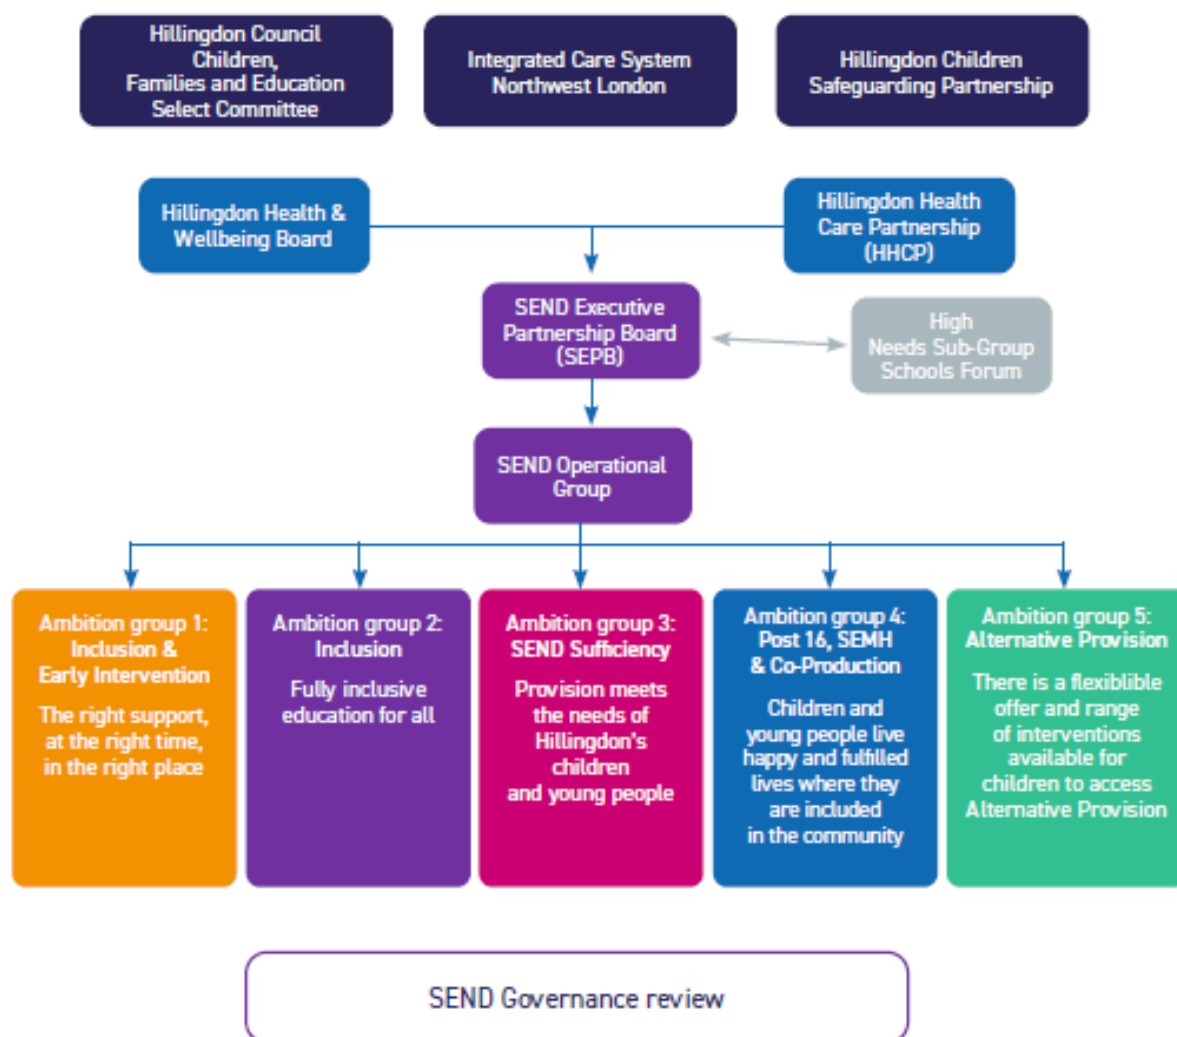 Hillingdon Council
Children,
Families and Education
Select Committee
Integrated Care System
Northwest London
Hillingdon Children
Safeguarding Partnership
Hillingdon Health &
Wellbeing Board
Hillingdon Health
Care Partnership
(HHCP)
SEND Executive
Partnership Board
(SEPB)
High
Needs Sub-Group
Schools Forum
SEND Operational
Group
Ambition group 1:
Inclusion &
Early Intervention
The right support,
at the right time,
in the right place
Ambition group 2:
Inclusion
Fully inclusive
education for all
Ambition group 3:
SEND Sufficiency
Provision meets
the needs of
Hillingdon's
children
and young people
Ambition group 4:
Post 16, SEMH
& Co-Production
Children and
young people live
happy and fulfilled
lives where they
are included
in the community
Ambition group 5:
Alternative Provision
There is a flexiblible
offer and range
of interventions
available for
children to access
Alternative Provision
SEND Governance review